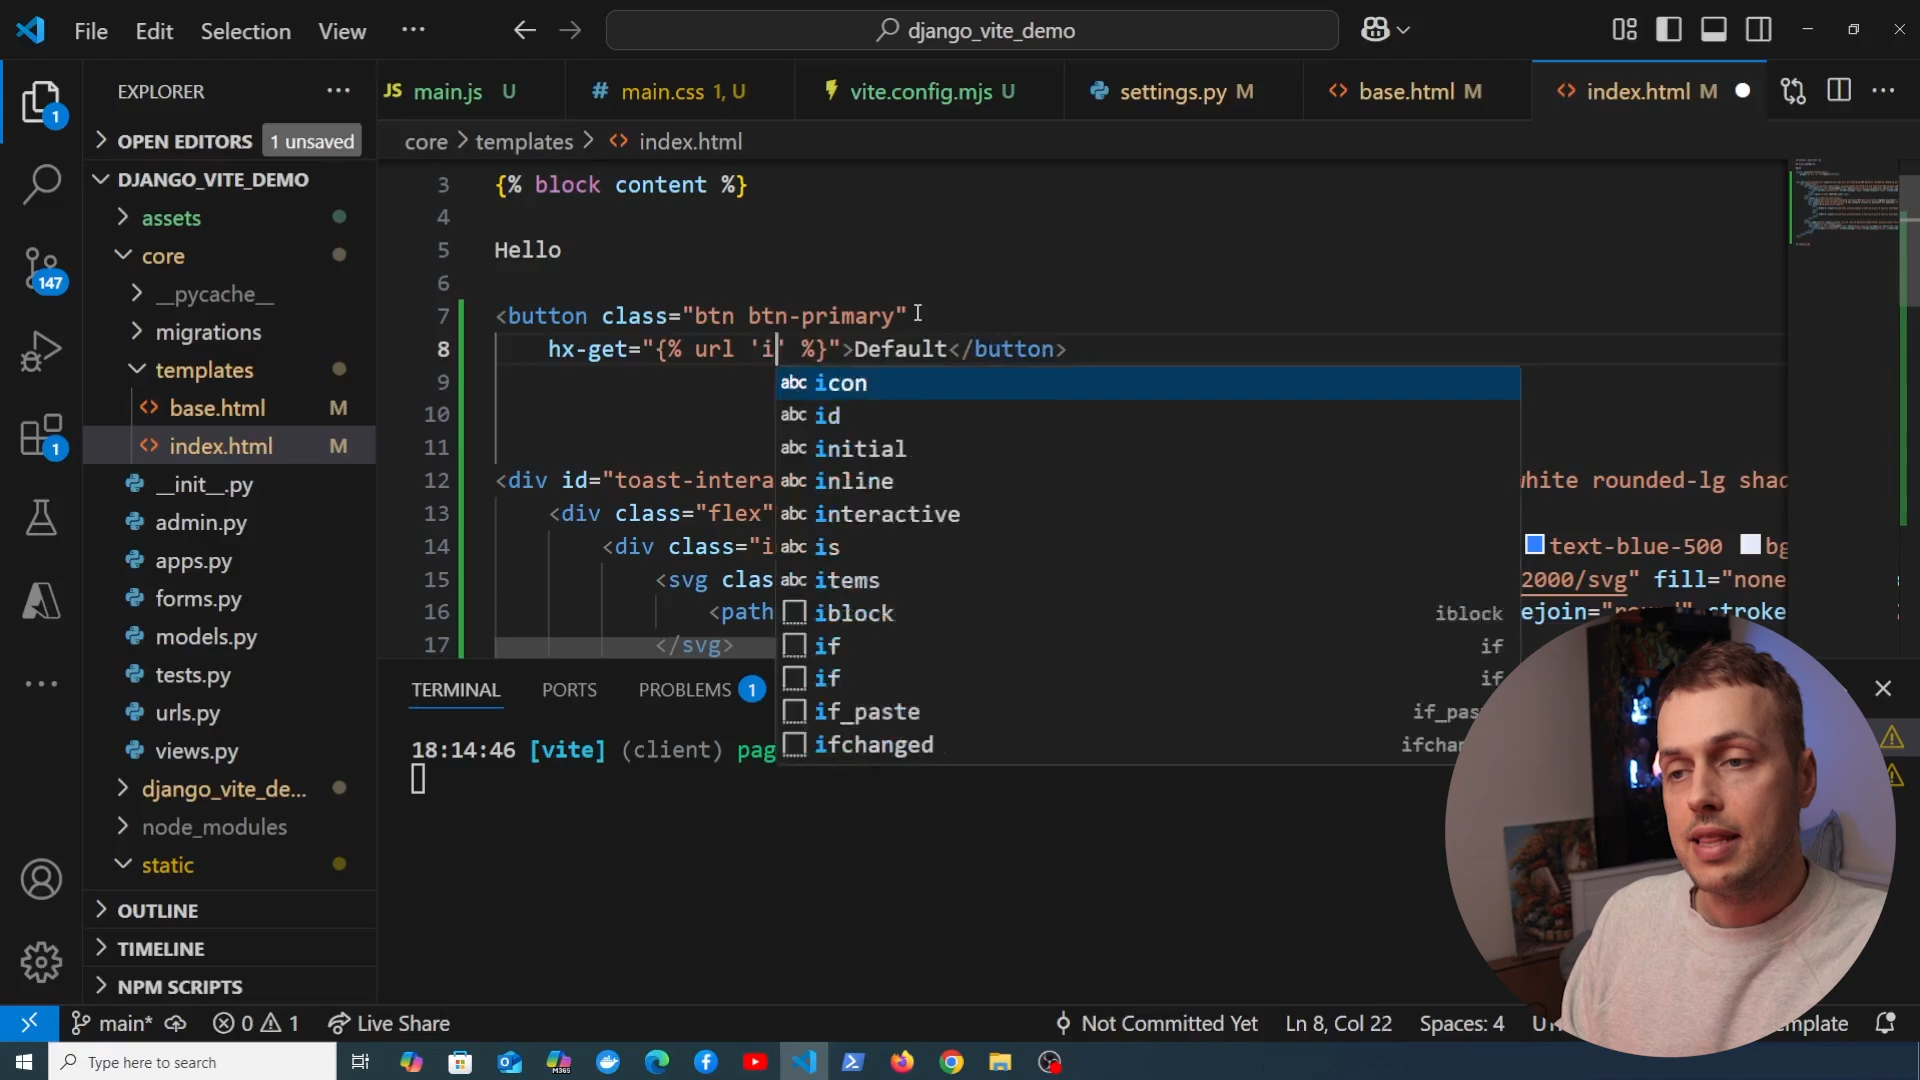 File Edit Selection View ··· django_vite_demo
JS main.js U # main.css 1, U vite.config.mjs U settings.py M <> base.html M <> index.html M
EXPLORER
core > templates > <> index.html
OPEN EDITORS 1 unsaved
DJANGO_VITE_DEMO
assets
core
__pycache__
migrations
templates
<> base.html M
<> index.html M
__init__.py
admin.py
apps.py
forms.py
models.py
tests.py
urls.py
views.py
django_vite_de...
node_modules
static
OUTLINE
TIMELINE
NPM SCRIPTS
1
147
1
3 {% block content %}
4
5 Hello
6
7 <button class="btn btn-primary"
8 hx-get="{% url 'i' %}">Default</button>
9
10
11
12 <div id="toast-intera white rounded-lg shad
13 <div class="flex"
14 <div class="i text-blue-500 bg
15 <svg clas 2000/svg" fill="none
16 <path stroke
17 </svg>
abc icon
abc id
abc initial
abc inline
abc interactive
abc is
abc items
iblock iblock
if if
if if
if_paste if_pas
ifchanged ifchan
TERMINAL PORTS PROBLEMS 1
18:14:46 [vite] (client) pag
main* 0 1 Live Share Not Committed Yet Ln 8, Col 22 Spaces: 4 mplate
Type here to search
M365